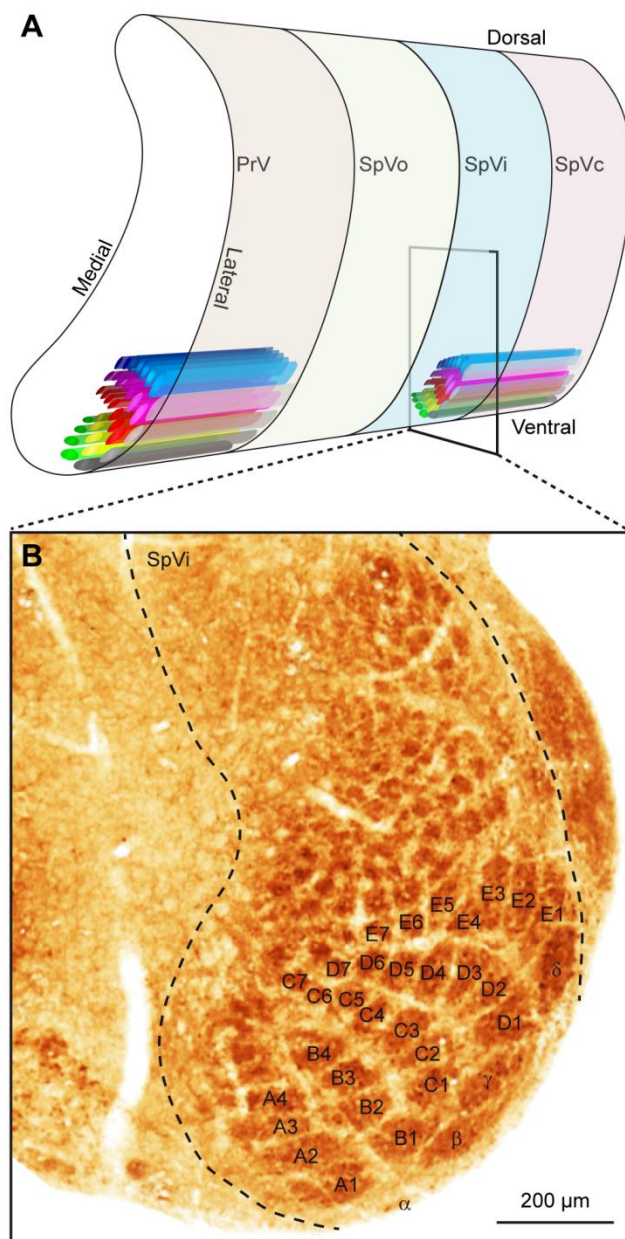 A
Dorsal
PrV
SpVo
SpVi
SpVc
Medial
Lateral
Ventral
B
SpVi
E3
E2
E5
E1
E6
E4
E7
D7
D6
D5
D4
D3
δ
C7
D2
C6
C5
C4
D1
C3
B4
C2
B3
C1
γ
A4
B2
A3
B1
β
A2
A1
α
200 µm